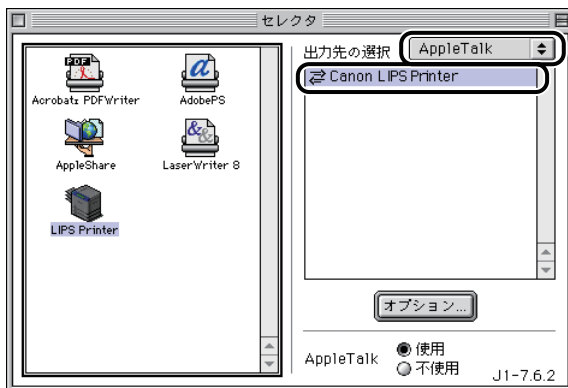 セレクタ
PDF
Acrobat™ PDFWriter
AdobePS
AppleShare
LaserWriter 8
LIPS Printer
出力先の選択 AppleTalk
Canon LIPS Printer
オプション...
AppleTalk
使用
不使用
J1-7.6.2